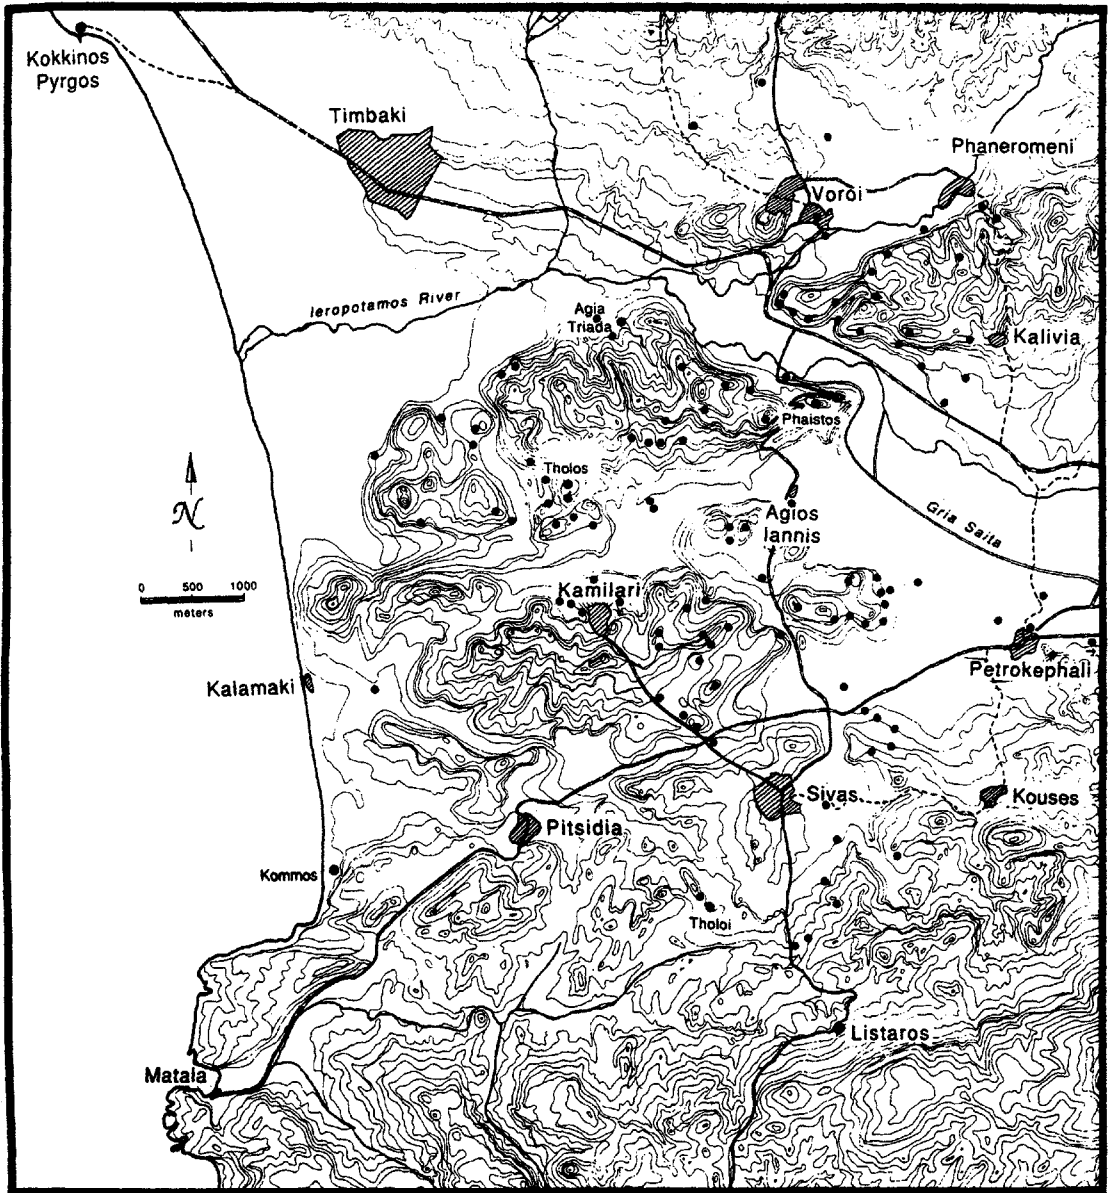 Kokkinos
Pyrgos
Timbaki
Phaneromeni
Voroi
Ieropotamos River
Agia
Triada
Kalivia
Phaistos
Tholos
N
Agios
Iannis
Gria Saita
0 500 1000
meters
Kamilari
Petrokephali
Kalamaki
Sivas
Kouses
Pitsidia
Kommos
Tholoi
Listaros
Matala